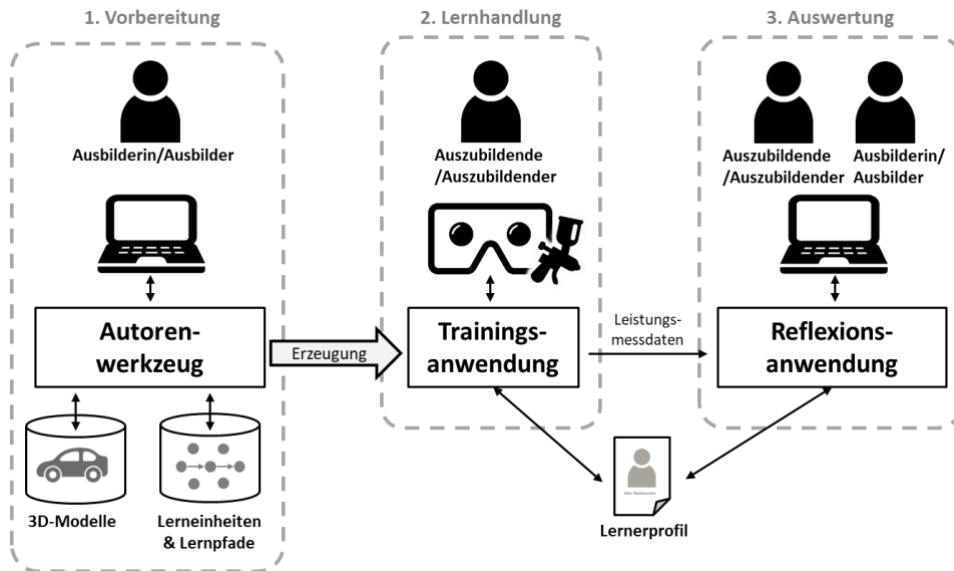 1. Vorbereitung
2. Lernhandlung
3. Auswertung
Ausbilderin/Ausbilder
Auszubildende
/Auszubildender
Auszubildende
/Auszubildender
Ausbilderin/
Ausbilder
Autoren-
werkzeug
Erzeugung
Trainings-
anwendung
Leistungs-
messdaten
Reflexions-
anwendung
3D-Modelle
Lerneinheiten
& Lernpfade
Lernerprofil